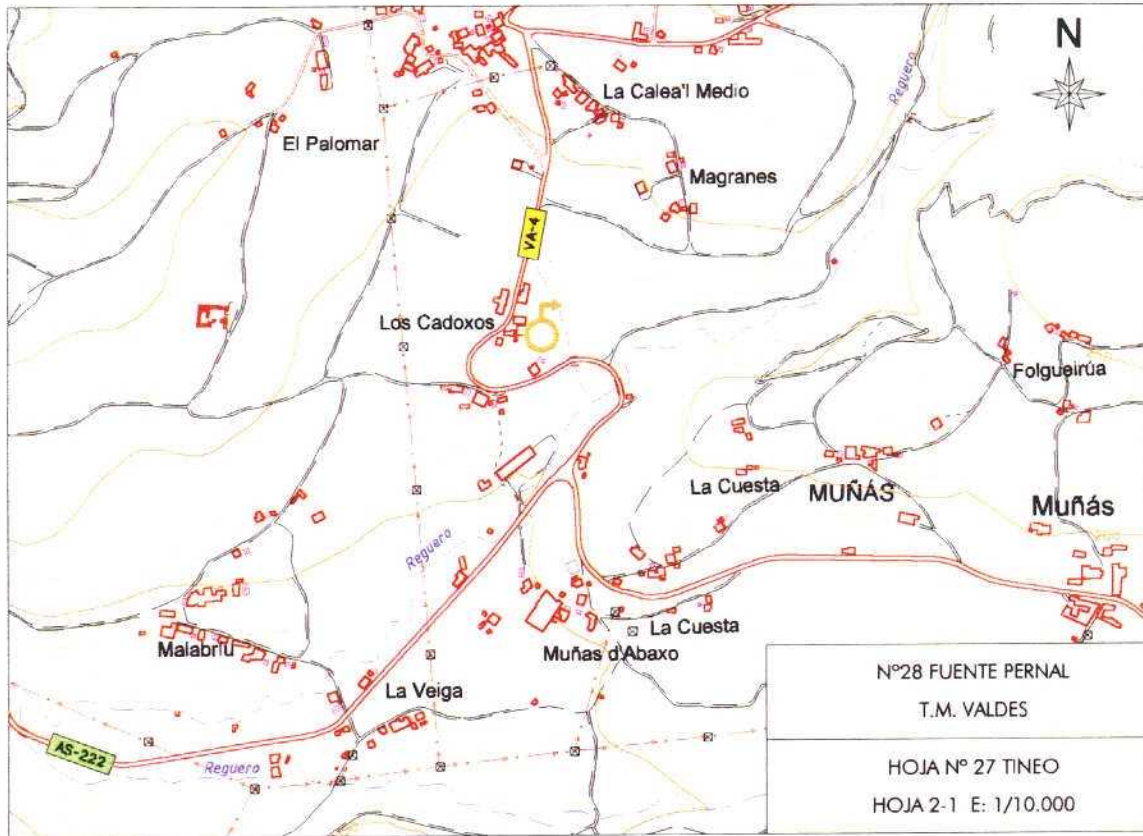 N
Reguero
La Calea'l Medio
El Palomar
Magranes
VA-4
Los Cadoxos
Folgueirúa
La Cuesta
MUÑÁS
Muñás
Reguero
La Cuesta
Malabriu
Muñas d'Abaxo
La Veiga
AS-222
Reguero
Nº28 FUENTE PERNAL
T.M. VALDES
HOJA Nº 27 TINEO
HOJA 2-1 E: 1/10.000